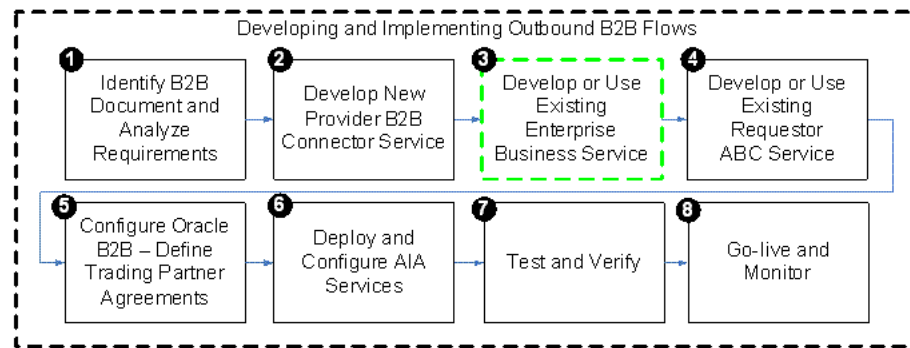 Developing and Implementing Outbound B2B Flows
1
Identify B2B
Document and
Analyze
Requirements
2
Develop New
Provider B2B
Connector Service
3
Develop or Use
Existing
Enterprise
Business Service
4
Develop or Use
Existing
Requestor
ABC Service
5
Configure Oracle
B2B – Define
Trading Partner
Agreements
6
Deploy and
Configure AIA
Services
7
Test and Verify
8
Go-live and
Monitor